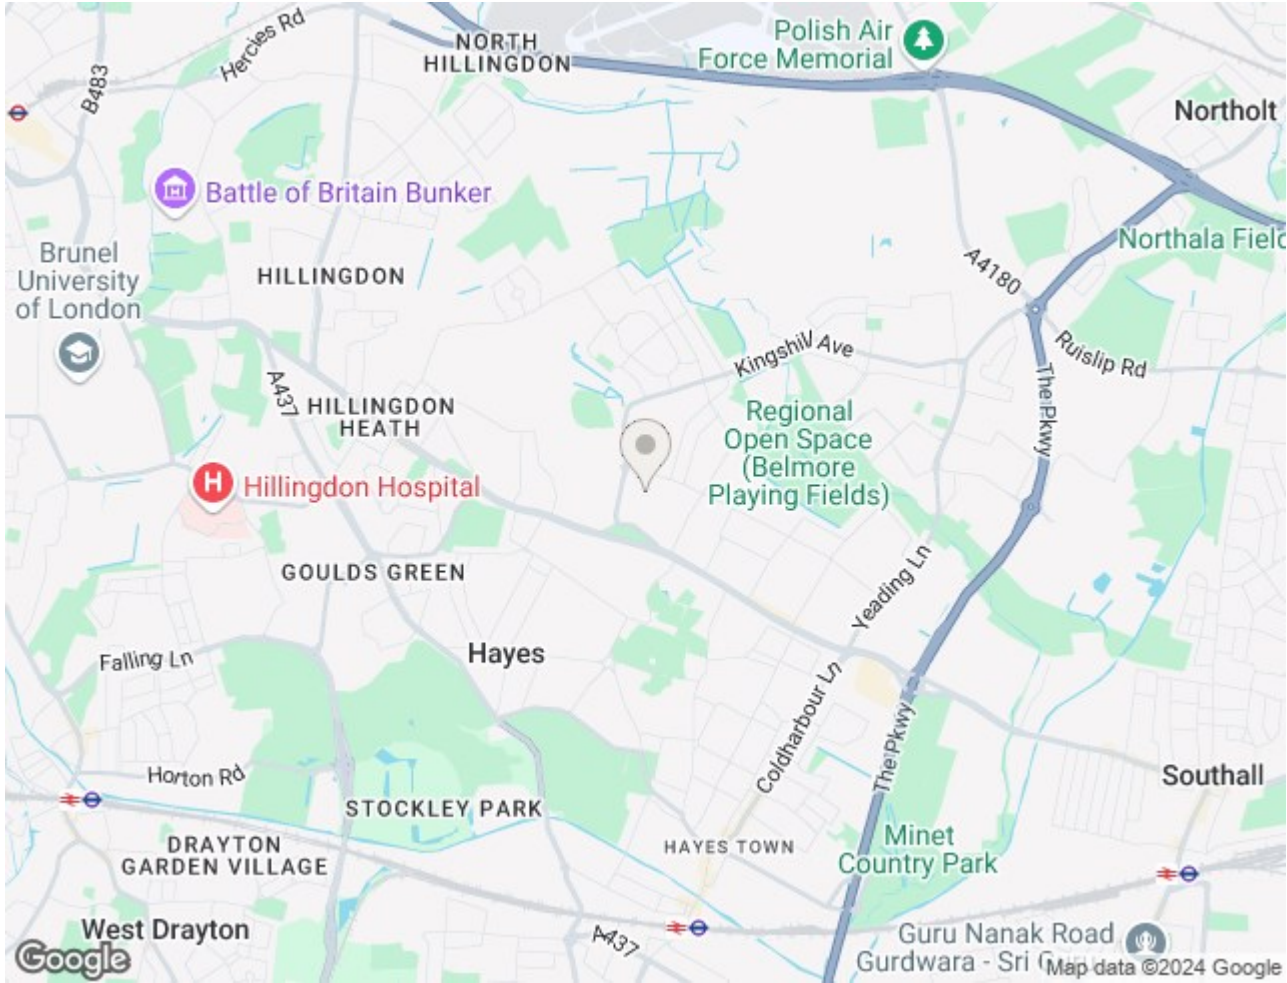 Hercies Rd
NORTH
HILLINGDON
Polish Air
Force Memorial
B483
Northolt
Battle of Britain Bunker
Brunel
University
of London
HILLINGDON
Northala Field
A4180
Kingshill Ave
Ruislip Rd
A437
HILLINGDON
HEATH
The Pkwy
Regional
Open Space
(Belmore
Playing Fields)
H
Hillingdon Hospital
GOULDS GREEN
Yeading Ln
Falling Ln
Hayes
Coldharbour Ln
The Pkwy
Horton Rd
Southall
STOCKLEY PARK
DRAYTON
GARDEN VILLAGE
HAYES TOWN
Minet
Country Park
West Drayton
A437
Guru Nanak Road
Gurdwara - Sri
Google
Map data ©2024 Google